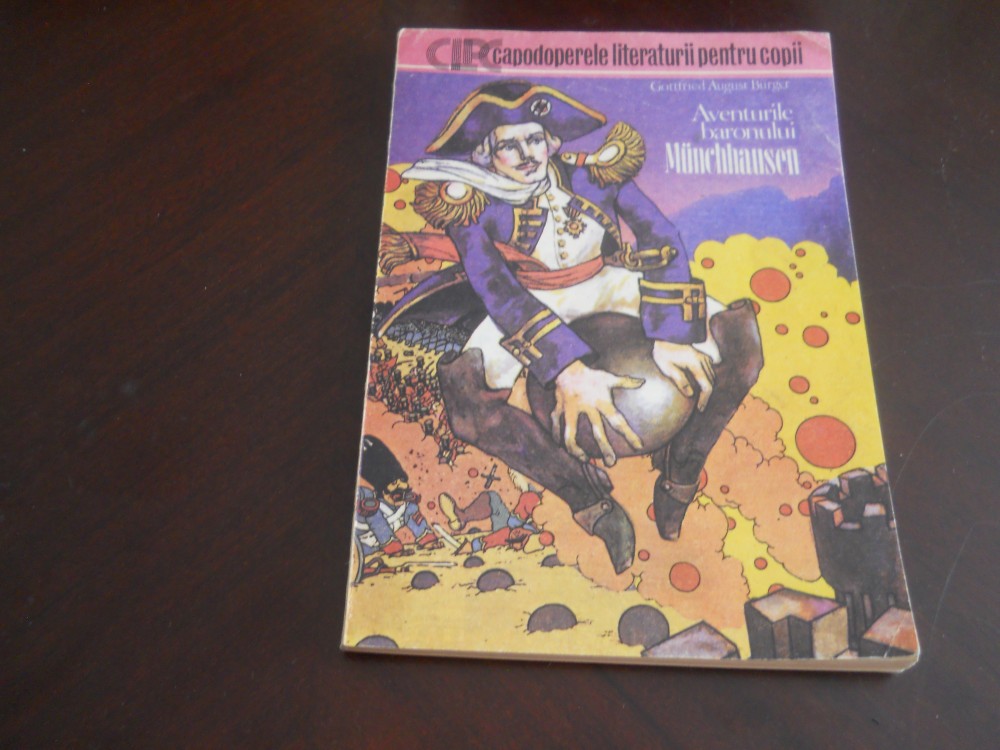 CLPC capodoperele literaturii pentru copii
Gottfried August Bürger
Aventurile
baronului
Münchhausen